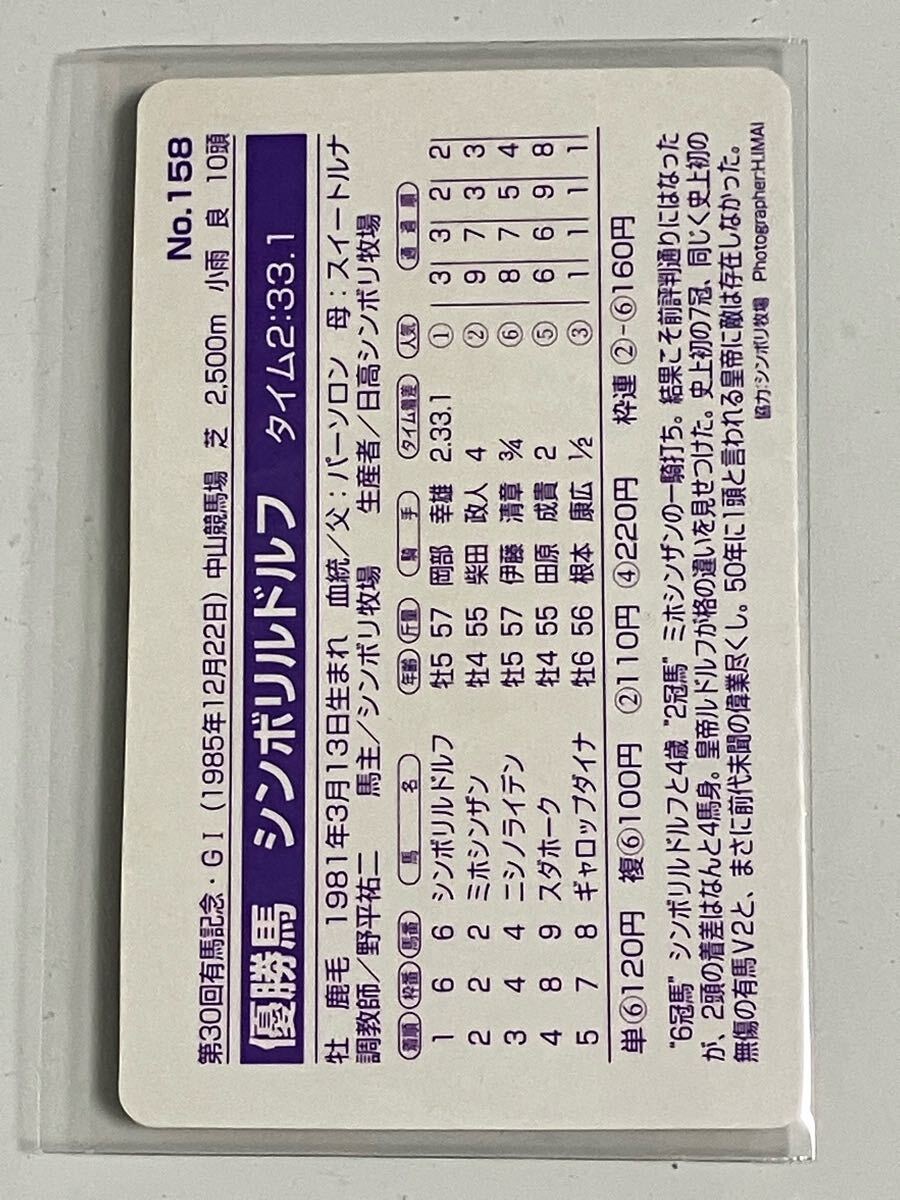 No.158
第30回有馬記念・GⅠ(1985年12月22日)中山競馬場 芝 2,500m 小雨 良 10頭
優勝馬 シンボリルドルフ タイム2:33.1
牡 鹿毛 1981年3月13日生まれ 血統/父:パーソロン 母:スイートルナ
調教師/野平祐二 馬主/シンボリ牧場 生産者/日高シンボリ牧場
着順 枠番 馬番 馬名 年齢 斤量 騎手 タイム着差 人気 通過順
1 6 6 シンボリルドルフ 牡5 57 岡部 幸雄 2.33.1 ① 3 3 2 2
2 2 2 ミホシンザン 牡4 55 柴田 政人 4 ② 9 7 3 3
3 4 4 ニシノライデン 牡5 57 伊藤 清章 ¾ ⑥ 8 7 5 4
4 8 9 スダホーク 牡4 55 田原 成貴 2 ⑤ 6 6 9 8
5 7 8 ギャロップダイナ 牡6 56 根本 康広 ½ ③ 1 1 1 1
単⑥120円 複⑥100円 ②110円 ④220円 枠連 ②-⑥160円
"6冠馬" シンボリルドルフと4歳 "2冠馬" ミホシンザンの一騎打ち。結果こそ前評判通りにはなった
が、2頭の着差はなんと4馬身。皇帝ルドルフが格の違いを見せつけた。史上初の7冠、同じく史上初の
無傷の有馬V2と、まさに前代未聞の偉業尽くし。50年に1頭と言われる皇帝に敵は存在しなかった。
協力:シンボリ牧場 Photographer:H.IMAI